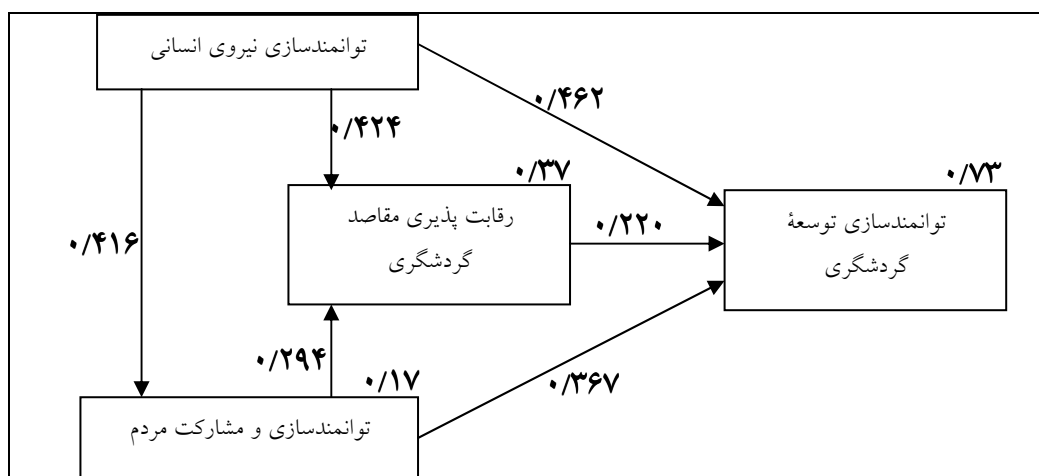 توانمندسازی نیروی انسانی
۰/۴۶۲
۰/۴۲۴
۰/۳۷
۰/۷۳
رقابت پذیری مقاصد
گردشگری
توانمندسازی توسعهٔ
گردشگری
۰/۲۲۰
۰/۴۱۶
۰/۲۹۴
۰/۱۷
۰/۳۶۷
توانمندسازی و مشارکت مردم